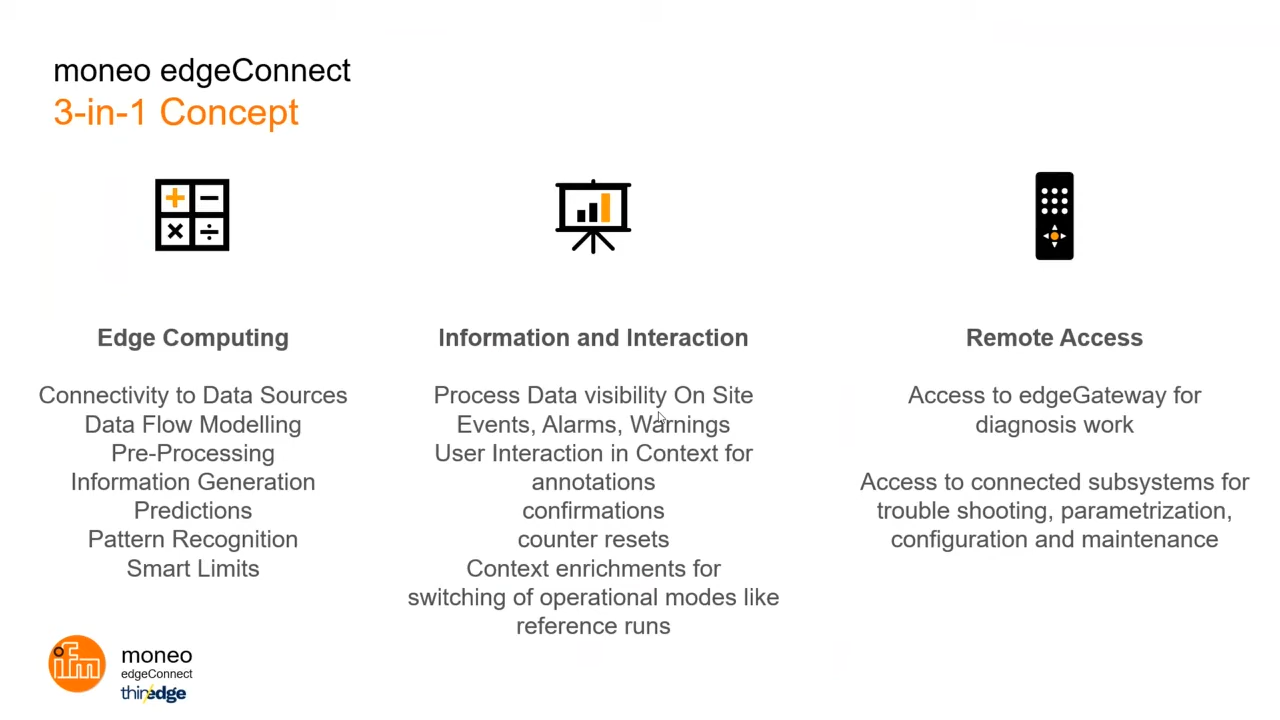 moneo edgeConnect
3-in-1 Concept
Edge Computing
Connectivity to Data Sources
Data Flow Modelling
Pre-Processing
Information Generation
Predictions
Pattern Recognition
Smart Limits
Information and Interaction
Process Data visibility On Site
Events, Alarms, Warnings
User Interaction in Context for
annotations
confirmations
counter resets
Context enrichments for
switching of operational modes like
reference runs
Remote Access
Access to edgeGateway for
diagnosis work
Access to connected subsystems for
trouble shooting, parametrization,
configuration and maintenance
ifm
moneo
edgeConnect
thinedge